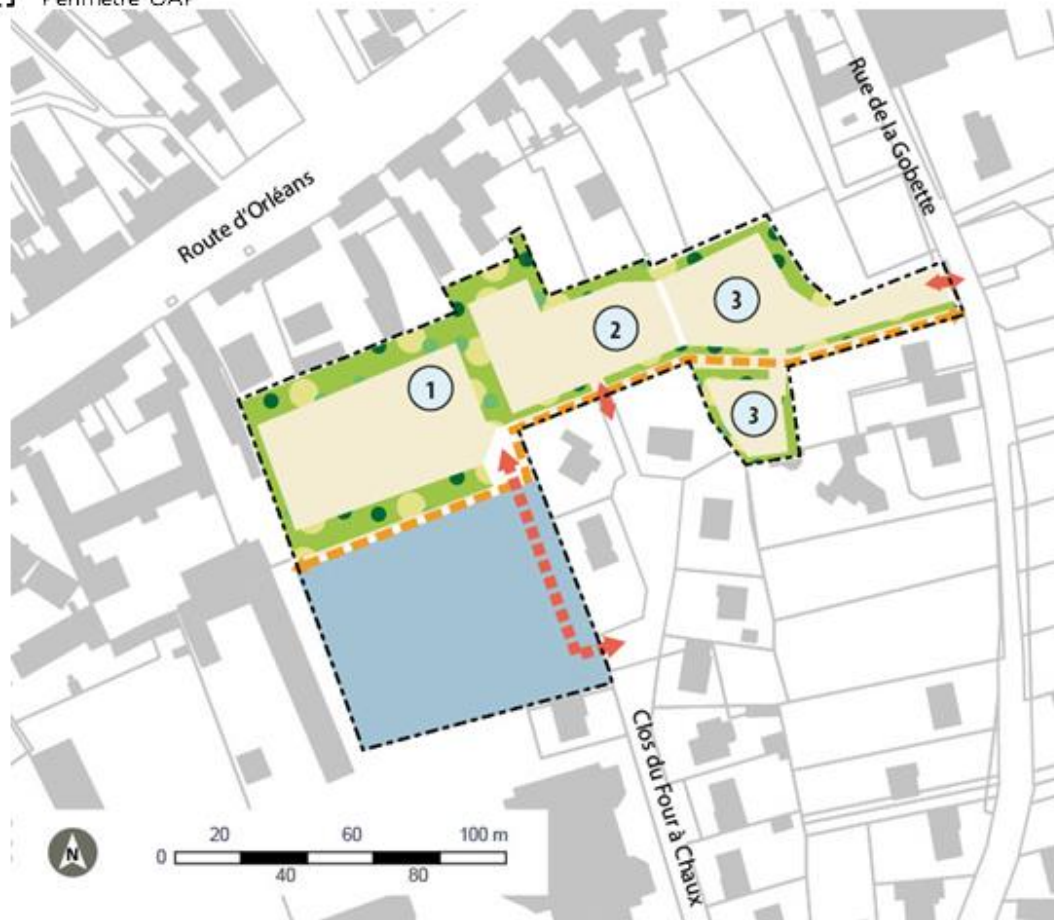 Périmètre OAP
Rue de la Gobette
Route d'Orléans
3
2
1
3
Clos du Four à Chaux
20 60 100 m
0
40 80
N